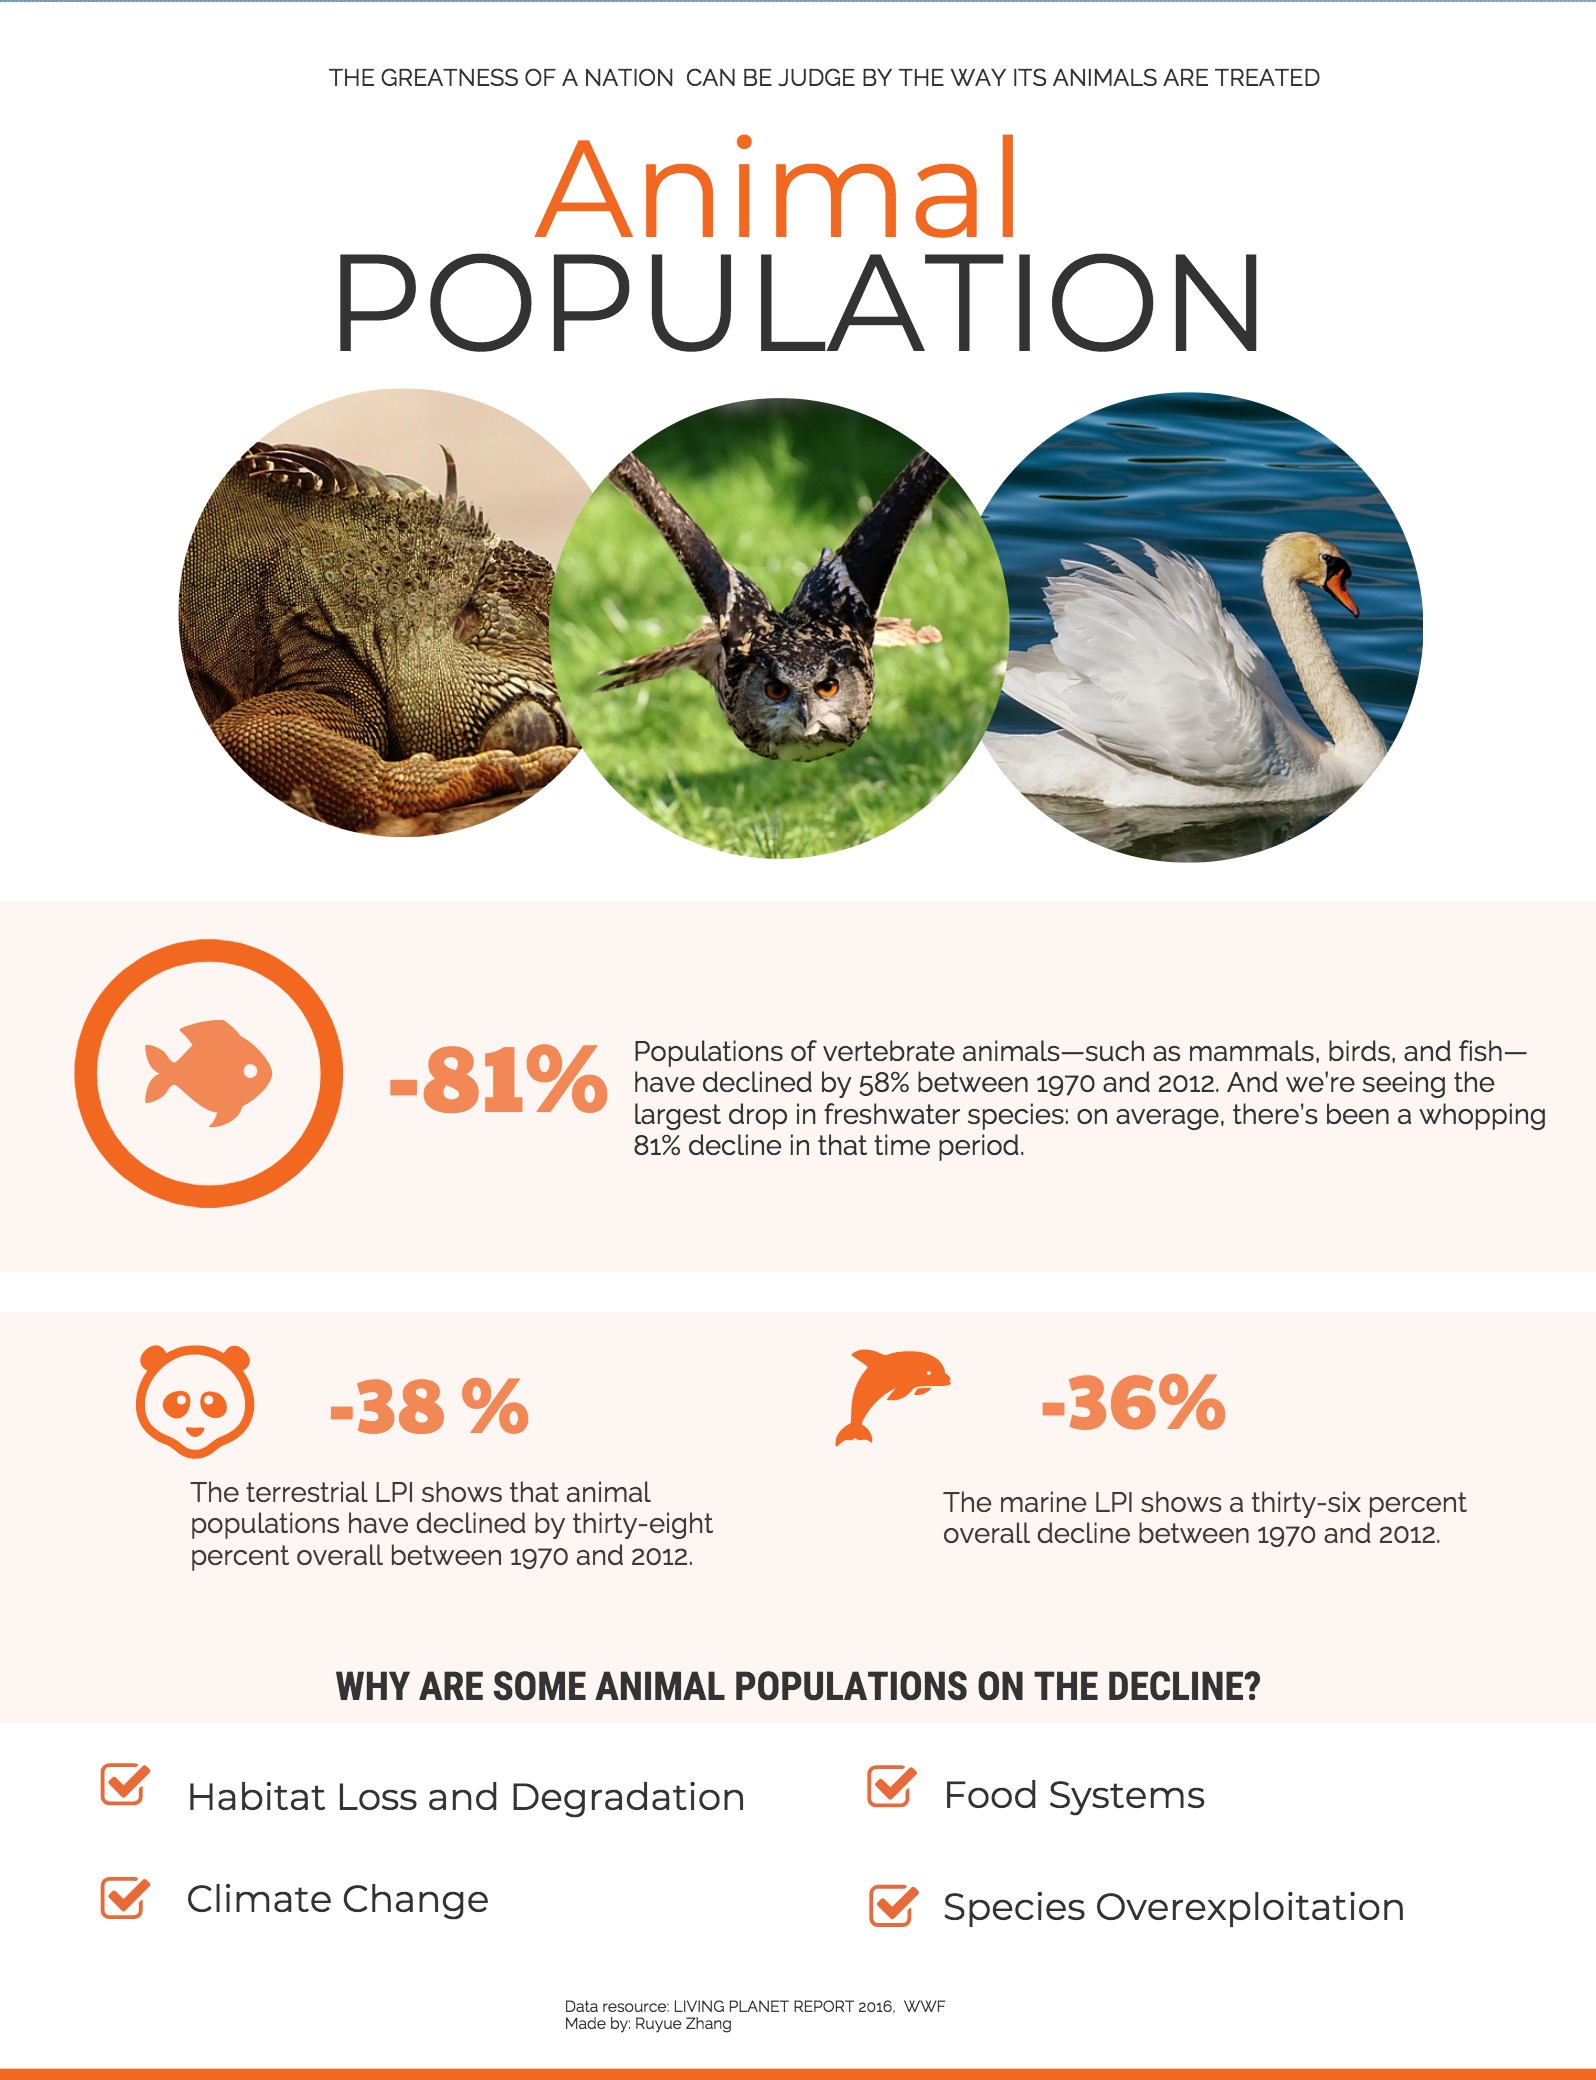 THE GREATNESS OF A NATION  CAN BE JUDGE BY THE WAY ITS ANIMALS ARE TREATED
Animal
POPULATION
-81%
Populations of vertebrate animals—such as mammals, birds, and fish—
have declined by 58% between 1970 and 2012. And we're seeing the
largest drop in freshwater species: on average, there's been a whopping
81% decline in that time period.
-38 %
The terrestrial LPI shows that animal
populations have declined by thirty-eight
percent overall between 1970 and 2012.
-36%
The marine LPI shows a thirty-six percent
overall decline between 1970 and 2012.
WHY ARE SOME ANIMAL POPULATIONS ON THE DECLINE?
Habitat Loss and Degradation
Food Systems
Climate Change
Species Overexploitation
Data resource: LIVING PLANET REPORT 2016,  WWF
Made by: Ruyue Zhang